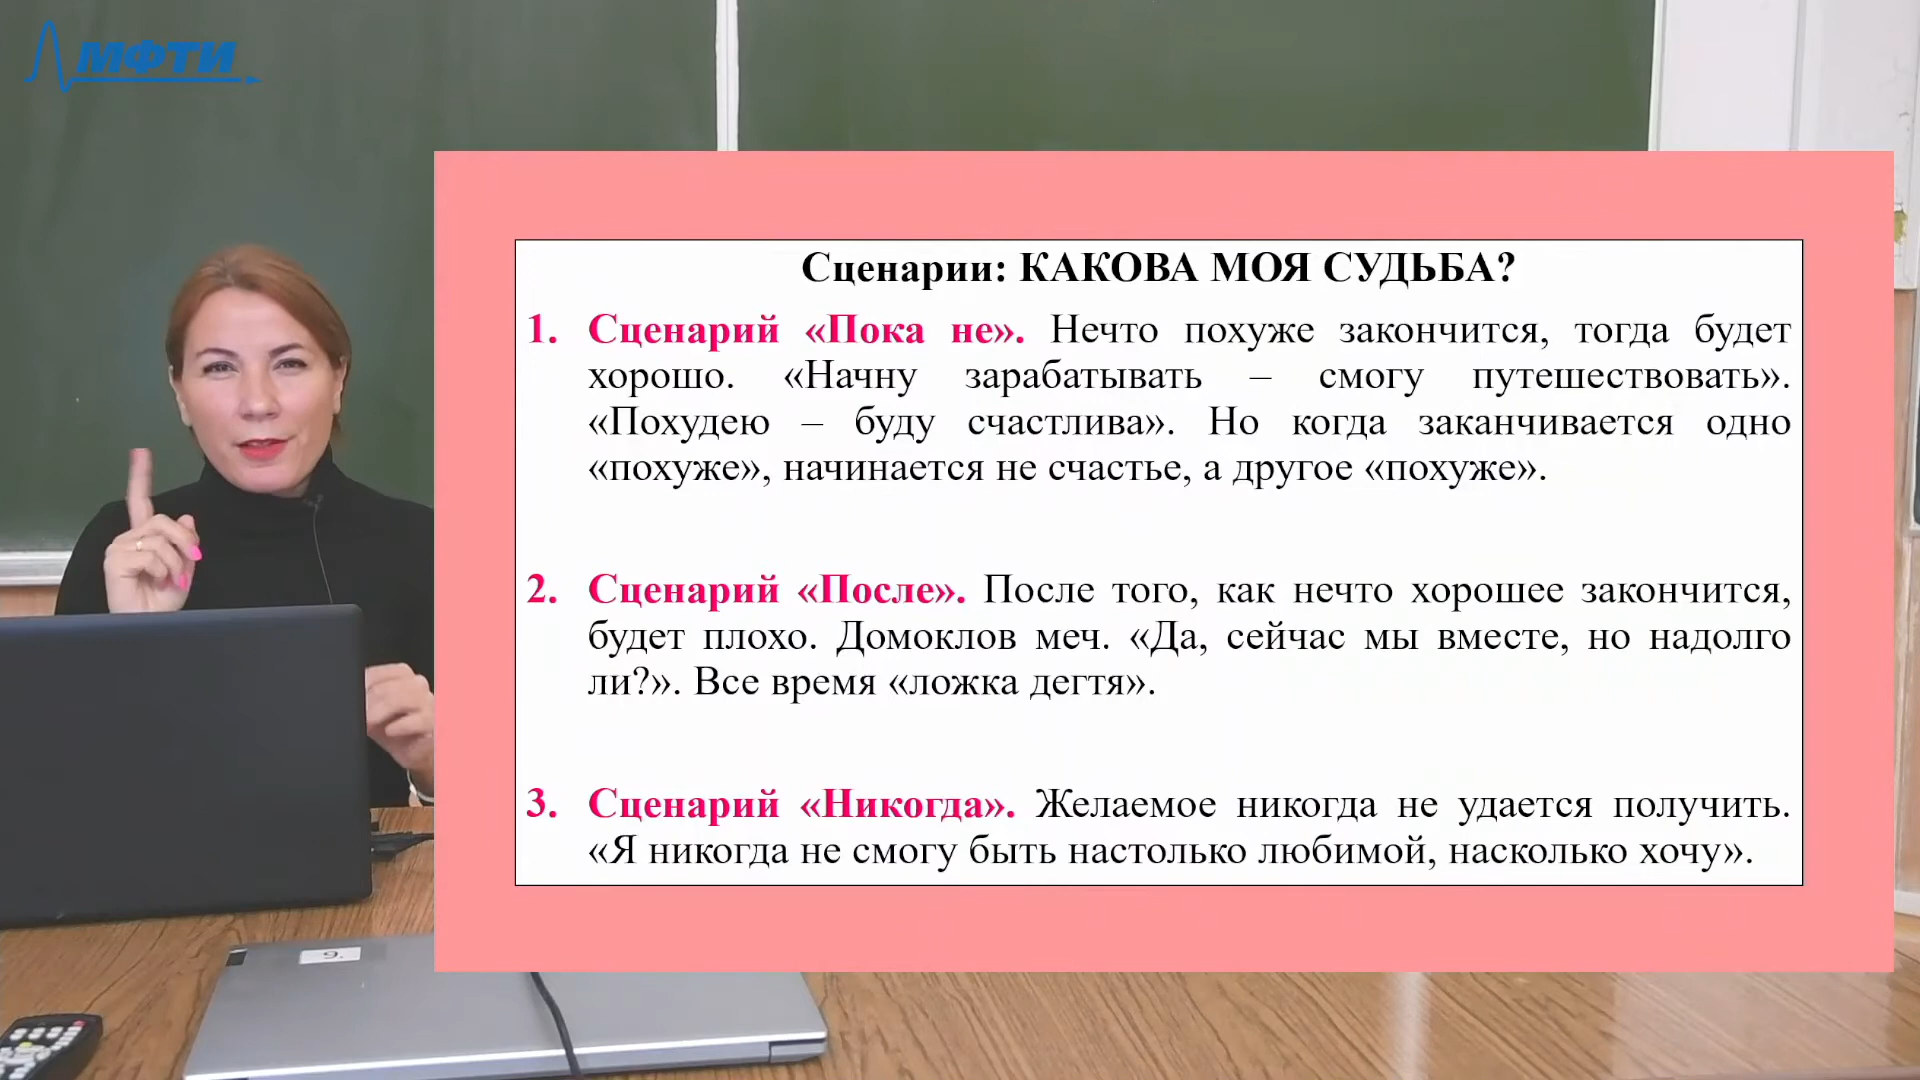 МФТИ
Сценарии: КАКОВА МОЯ СУДЬБА?
1. Сценарий «Пока не». Нечто похуже закончится, тогда будет
хорошо. «Начну зарабатывать – смогу путешествовать».
«Похудею – буду счастлива». Но когда заканчивается одно
«похуже», начинается не счастье, а другое «похуже».
2. Сценарий «После». После того, как нечто хорошее закончится,
будет плохо. Домоклов меч. «Да, сейчас мы вместе, но надолго
ли?». Все время «ложка дегтя».
3. Сценарий «Никогда». Желаемое никогда не удается получить.
«Я никогда не смогу быть настолько любимой, насколько хочу».
9.